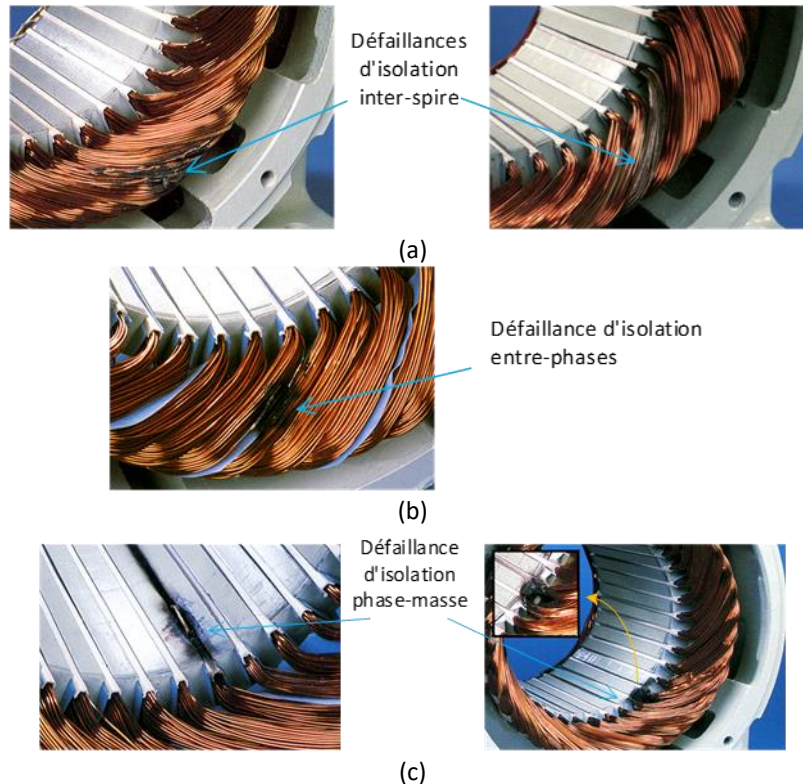 Défaillances
d'isolation
inter-spire
(a)
Défaillance d'isolation
entre-phases
(b)
Défaillance
d'isolation
phase-masse
(c)